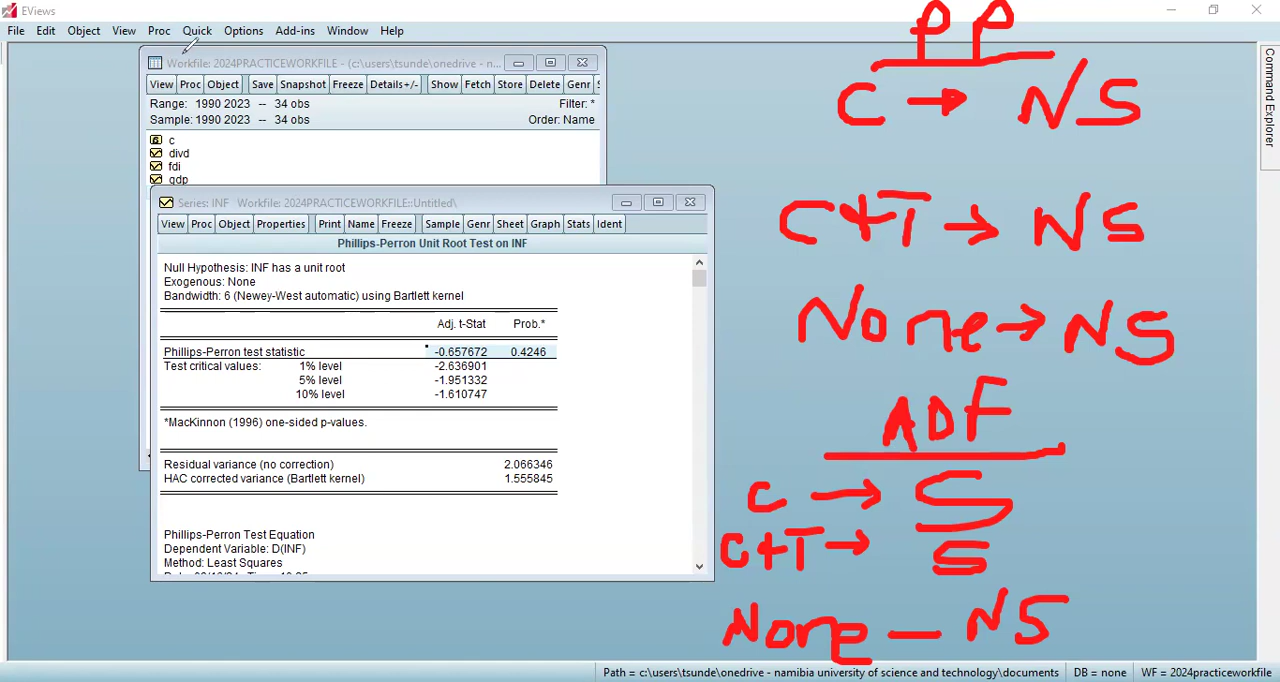 EViews
File Edit Object View Proc Quick Options Add-ins Window Help
Workfile: 2024PRACTICEWORKFILE - (c:\users\tsunde\onedrive - n...
View Proc Object Save Snapshot Freeze Details+/- Show Fetch Store Delete Genr S
Range: 1990 2023 -- 34 obs Filter: *
Sample: 1990 2023 -- 34 obs Order: Name
c
divd
fdi
gdp
Series: INF Workfile: 2024PRACTICEWORKFILE::Untitled\
View Proc Object Properties Print Name Freeze Sample Genr Sheet Graph Stats Ident
Phillips-Perron Unit Root Test on INF
Null Hypothesis: INF has a unit root
Exogenous: None
Bandwidth: 6 (Newey-West automatic) using Bartlett kernel
Adj. t-Stat Prob.*
Phillips-Perron test statistic -0.657672 0.4246
Test critical values: 1% level -2.636901
5% level -1.951332
10% level -1.610747
*MacKinnon (1996) one-sided p-values.
Residual variance (no correction) 2.066346
HAC corrected variance (Bartlett kernel) 1.555845
Phillips-Perron Test Equation
Dependent Variable: D(INF)
Method: Least Squares
PP
C → NS
C+T → NS
None → NS
ADF
C → S
C+T → S
None — NS
Command Explorer
Path = c:\users\tsunde\onedrive - namibia university of science and technology\documents DB = none WF = 2024practiceworkfile